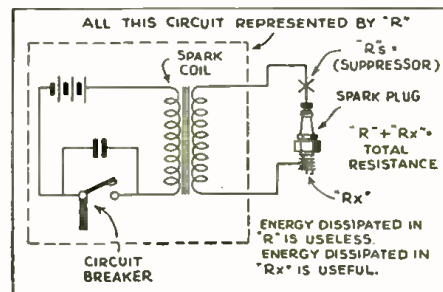 ALL THIS CIRCUIT REPRESENTED BY "R"
SPARK
COIL
"R"s =
(SUPPRESSOR)
SPARK PLUG
"R"+"Rx"=
TOTAL
RESISTANCE
"Rx"
CIRCUIT
BREAKER
ENERGY DISSIPATED IN
"R" IS USELESS.
ENERGY DISSIPATED IN
"Rx" IS USEFUL.